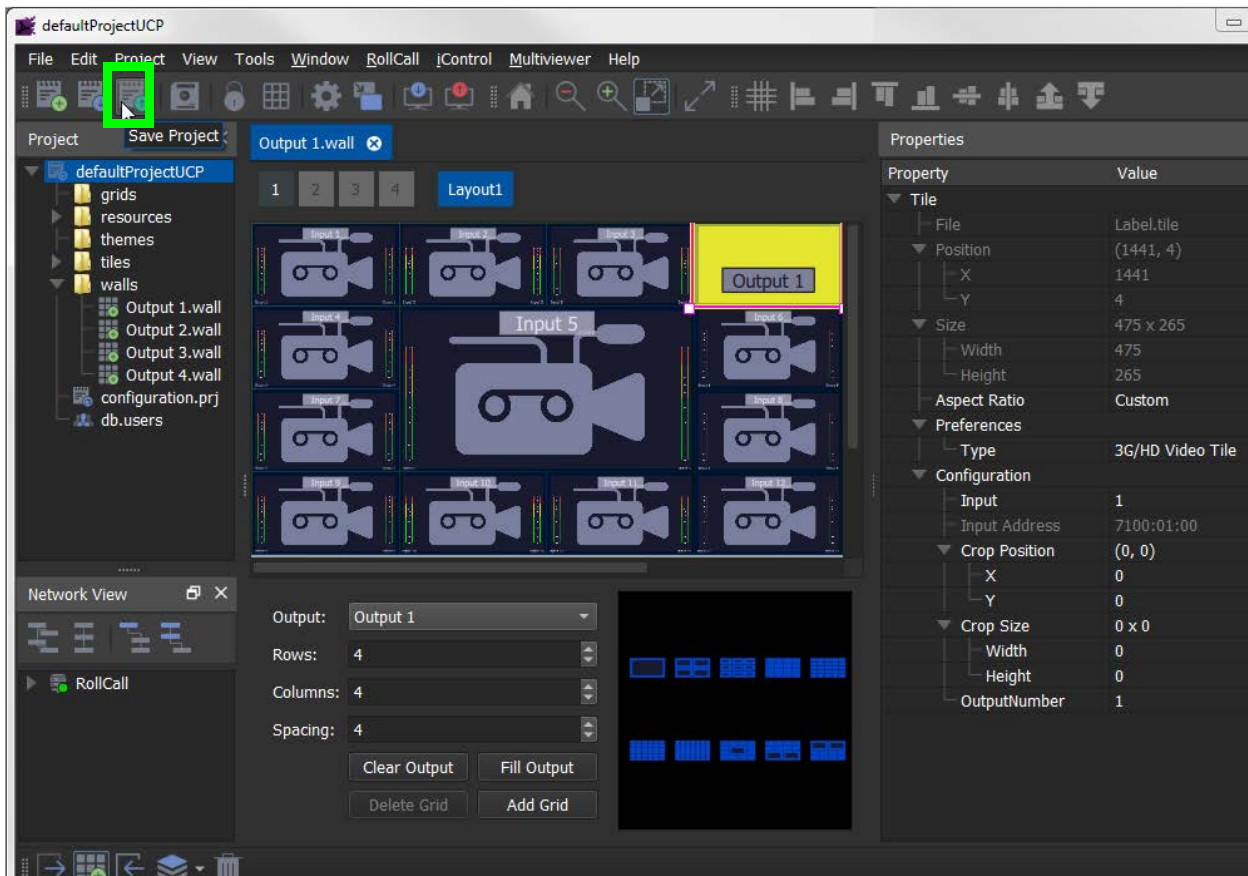 defaultProjectUCP
File Edit Project View Tools Window RollCall iControl Multiviewer Help
Save Project
Project
defaultProjectUCP
grids
resources
themes
tiles
walls
Output 1.wall
Output 2.wall
Output 3.wall
Output 4.wall
configuration.prj
db.users
Network View
RollCall
Output 1.wall
1 2 3 4 Layout1
Input 1 Input 2 Input 3 Output 1
Input 4 Input 5 Input 6
Input 7 Input 8
Input 9 Input 10 Input 11 Input 12
Output: Output 1
Rows: 4
Columns: 4
Spacing: 4
Clear Output Fill Output
Delete Grid Add Grid
Properties
Property Value
Tile
File Label.tile
Position (1441, 4)
X 1441
Y 4
Size 475 x 265
Width 475
Height 265
Aspect Ratio Custom
Preferences
Type 3G/HD Video Tile
Configuration
Input 1
Input Address 7100:01:00
Crop Position (0, 0)
X 0
Y 0
Crop Size 0 x 0
Width 0
Height 0
OutputNumber 1